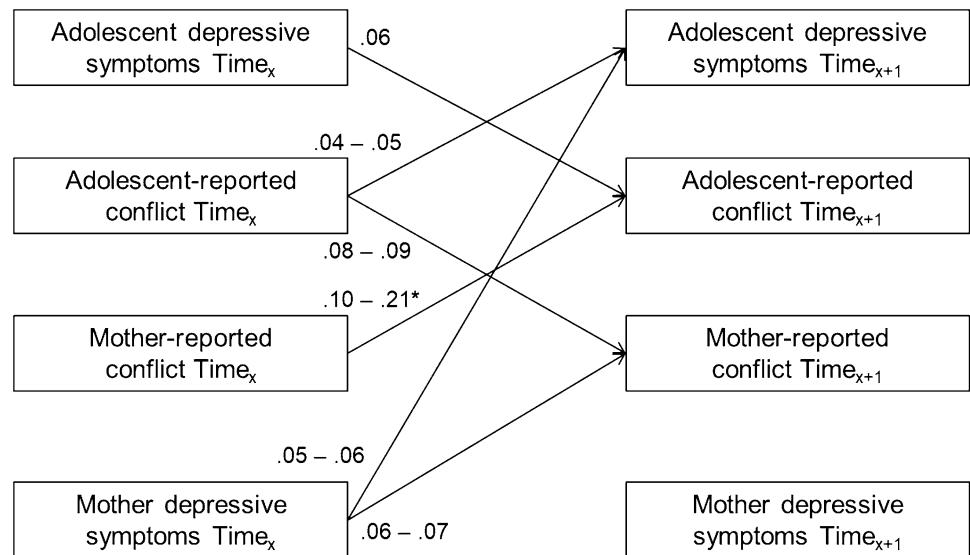 Adolescent depressive
symptoms Timeₓ
.06
Adolescent depressive
symptoms Timeₓ₊₁
.04 – .05
Adolescent-reported
conflict Timeₓ
Adolescent-reported
conflict Timeₓ₊₁
.08 – .09
.10 – .21*
Mother-reported
conflict Timeₓ
Mother-reported
conflict Timeₓ₊₁
.05 – .06
Mother depressive
symptoms Timeₓ
.06 – .07
Mother depressive
symptoms Timeₓ₊₁